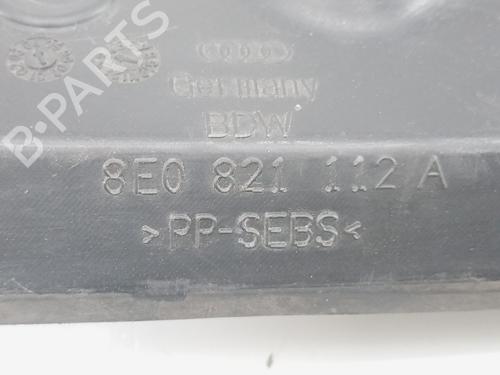 B-PARTS
Germany
BDW
8E0 821 112 A
>PP-SEBS<